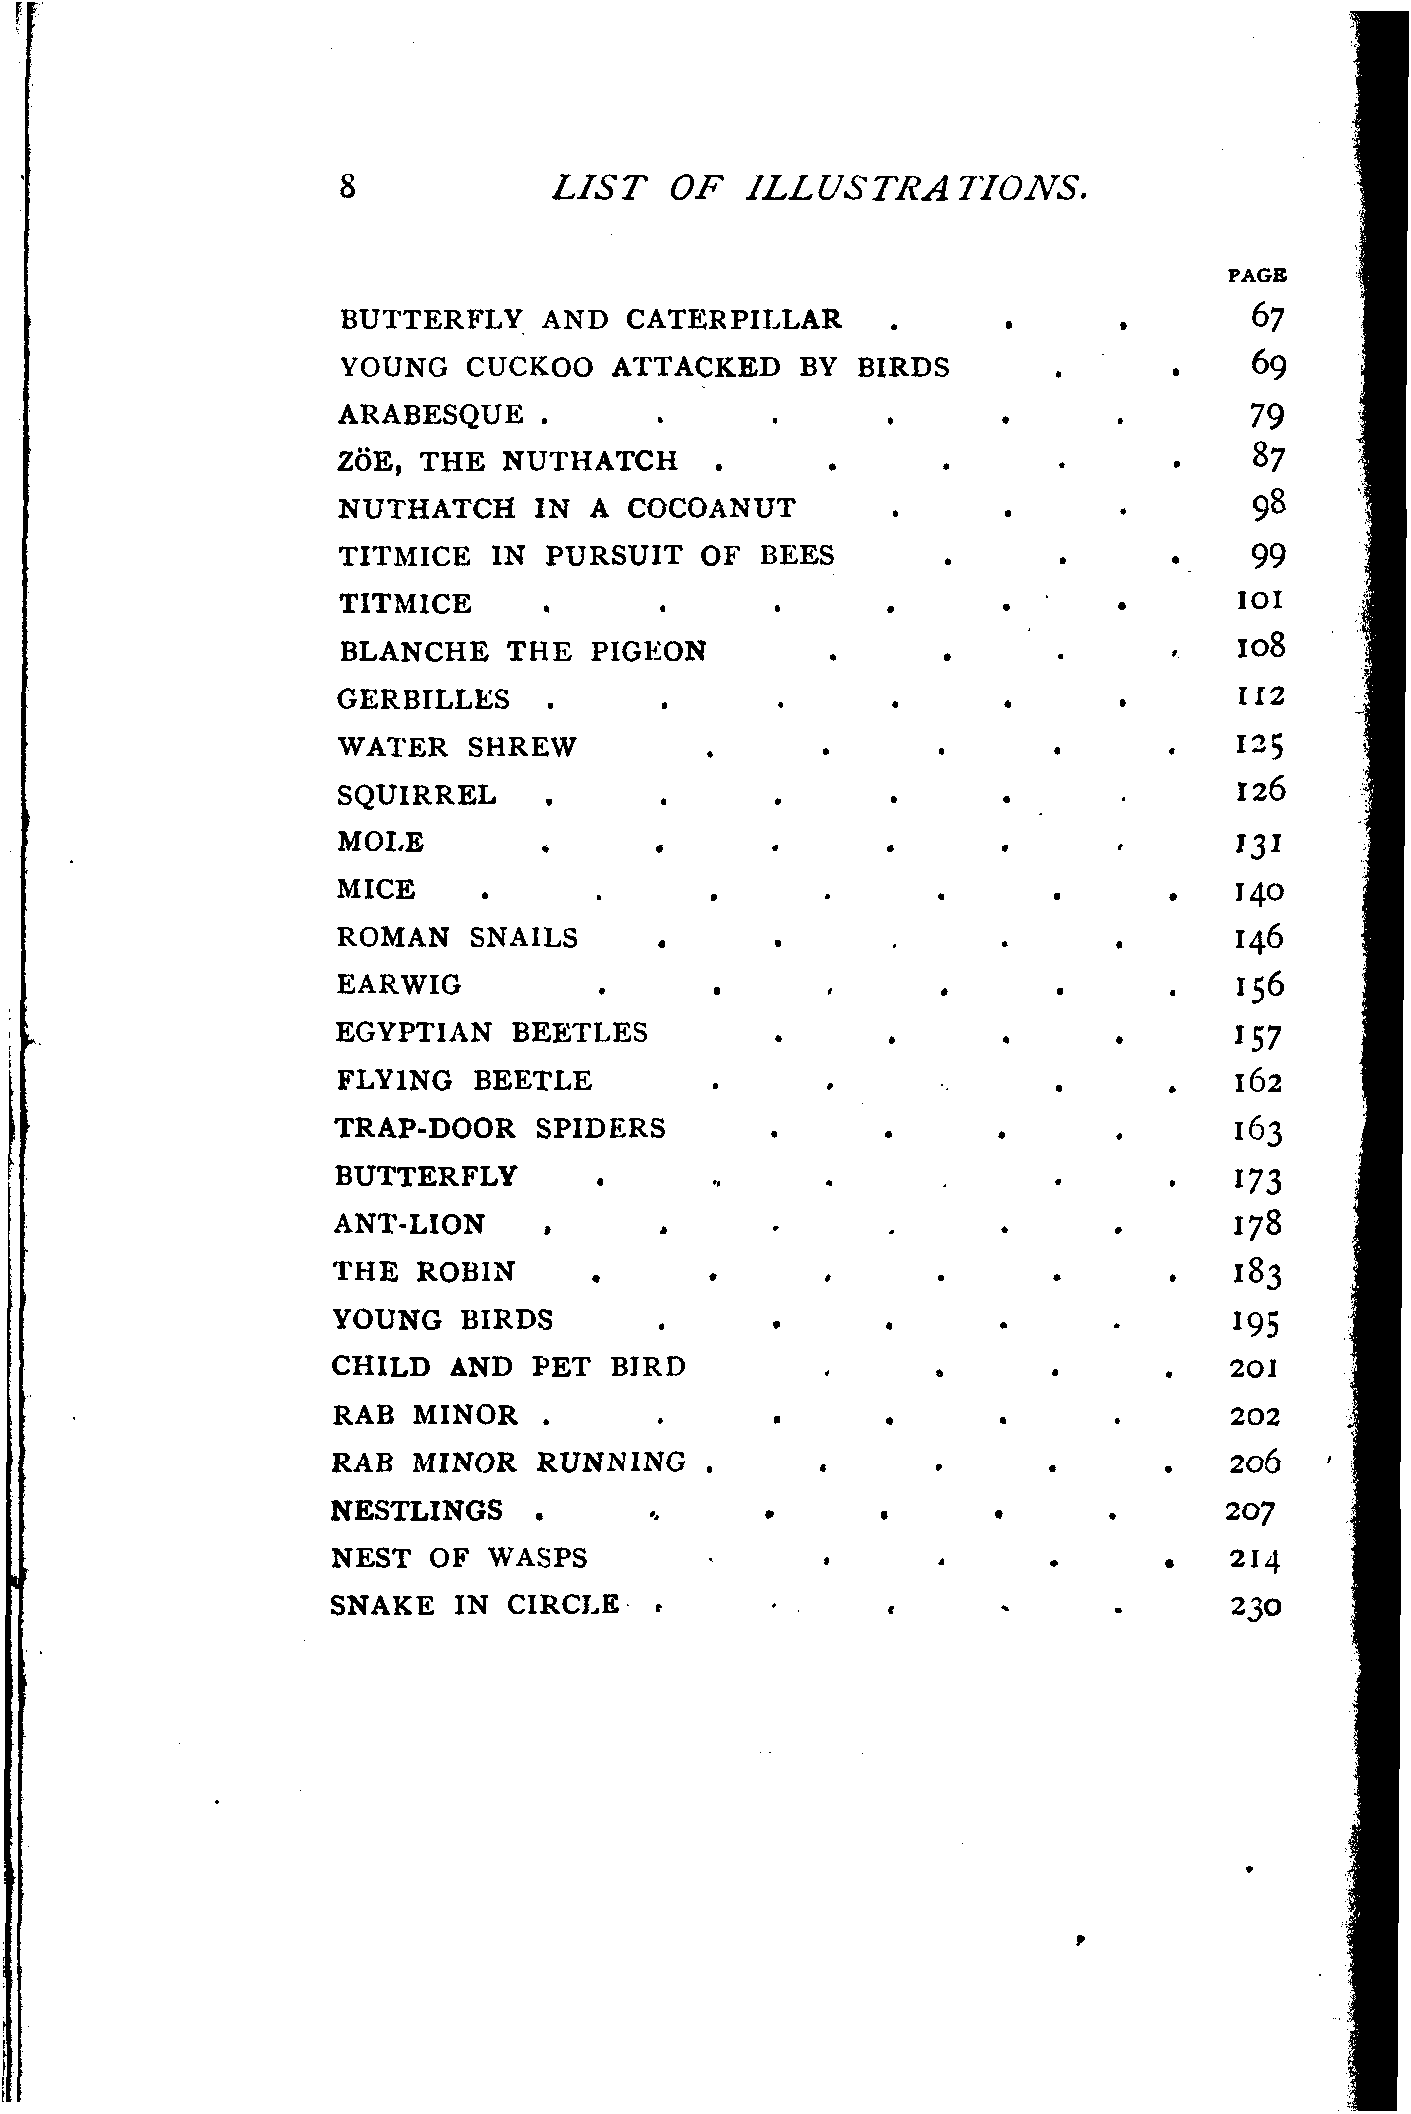 8 LIST OF ILLUSTRATIONS.
PAGE
BUTTERFLY AND CATERPILLAR . . . 67
YOUNG CUCKOO ATTACKED BY BIRDS . . 69
ARABESQUE . . . . . . 79
ZÖE, THE NUTHATCH . . . . . 87
NUTHATCH IN A COCOANUT . . . 98
TITMICE IN PURSUIT OF BEES . . . 99
TITMICE . . . . . . 101
BLANCHE THE PIGEON . . . . 108
GERBILLES . . . . . . 112
WATER SHREW . . . . . 125
SQUIRREL . . . . . . 126
MOLE . . . . . . 131
MICE . . . . . . . 140
ROMAN SNAILS . . . . . 146
EARWIG . . . . . . 156
EGYPTIAN BEETLES . . . . 157
FLYING BEETLE . . . . . 162
TRAP-DOOR SPIDERS . . . . 163
BUTTERFLY . . . . . . 173
ANT-LION . . . . . . 178
THE ROBIN . . . . . . 183
YOUNG BIRDS . . . . . 195
CHILD AND PET BIRD . . . . 201
RAB MINOR . . . . . . 202
RAB MINOR RUNNING . . . . . 206
NESTLINGS . . . . . . 207
NEST OF WASPS . . . . . 214
SNAKE IN CIRCLE . . . . . 230